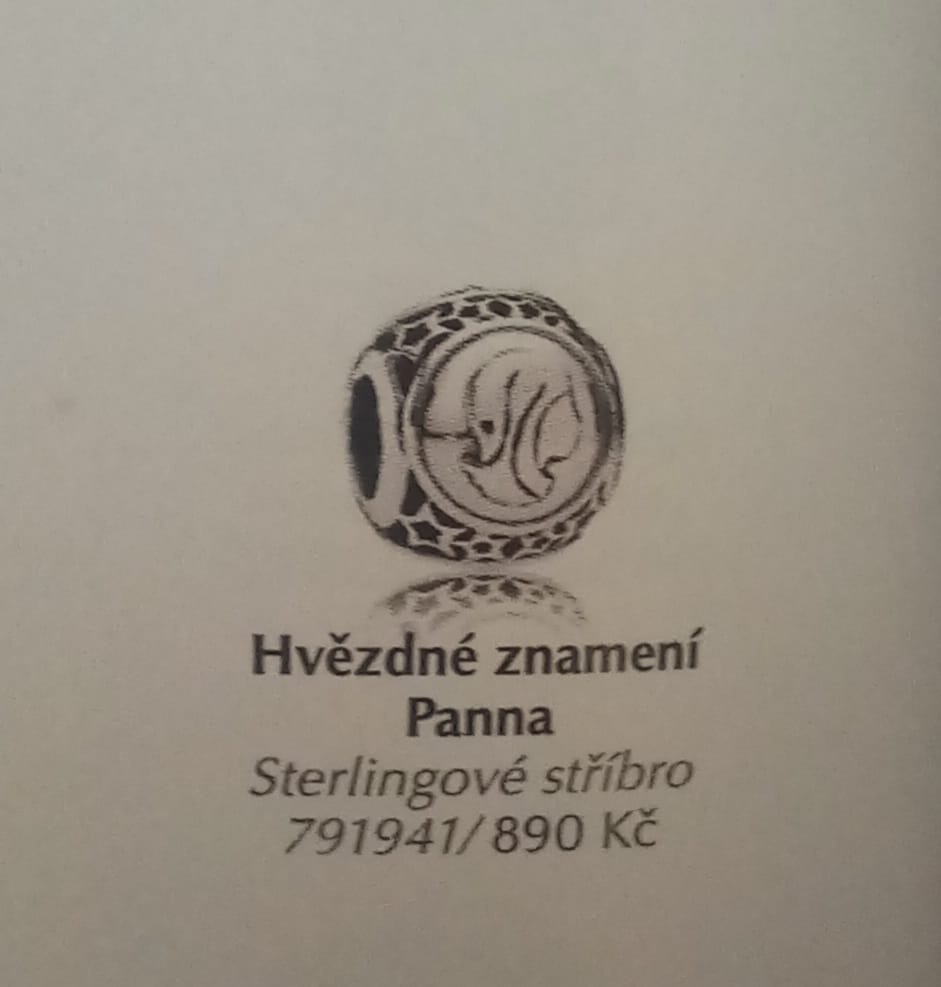 Hvězdné znamení
Panna
Sterlingové stříbro
791941/ 890 Kč